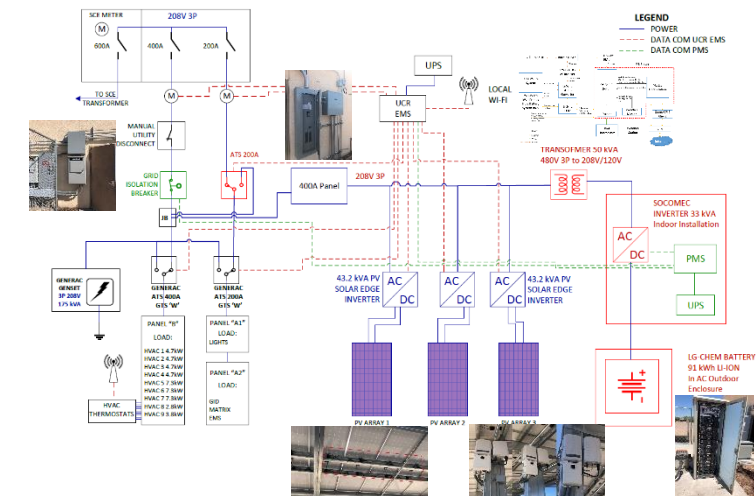 SCE METER
208V 3P
M
600A
400A
200A
TO SCE
TRANSFORMER
M
M
MANUAL
UTILITY
DISCONNECT
UPS
UCR
EMS
LOCAL
WI-FI
LEGEND
POWER
DATA COM UCR EMS
DATA COM PMS
ATS 200A
GRID
ISOLATION
BREAKER
JB
400A Panel
208V 3P
TRANSFOMER 50 kVA
480V 3P to 208V/120V
SOCOMEC
INVERTER 33 kVA
Indoor Installation
AC
DC
PMS
UPS
GENERAC
GENSET
3P 208V
175 kVA
GENERAC
ATS 400A
GTS 'W'
GENERAC
ATS 200A
GTS 'W'
43.2 kVA PV
SOLAR EDGE
INVERTER
AC
DC
AC
DC
AC
DC
43.2 kVA PV
SOLAR EDGE
INVERTER
PANEL "B"
LOAD:
HVAC 1 4.7kW
HVAC 2 4.7kW
HVAC 3 4.7kW
HVAC 4 4.7kW
HVAC 5 7.5kW
HVAC 6 7.5kW
HVAC 7 7.8kW
HVAC 8 2.8kW
HVAC 9 3.8kW
PANEL "A1"
LOAD:
LIGHTS
PANEL "A2"
LOAD:
GID
MATRIX
EMS
HVAC
THERMOSTATS
PV ARRAY 1
PV ARRAY 2
PV ARRAY 3
LG CHEM BATTERY
91 kWh LI-ION
In AC Outdoor
Enclosure